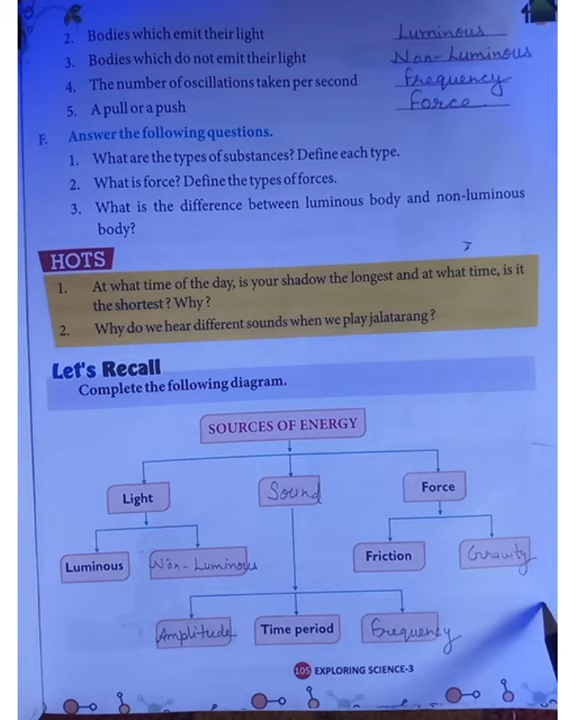 2. Bodies which emit their light Luminous
3. Bodies which do not emit their light Non-Luminous
4. The number of oscillations taken per second Frequency
5. A pull or a push Force
F. Answer the following questions.
1. What are the types of substances? Define each type.
2. What is force? Define the types of forces.
3. What is the difference between luminous body and non-luminous
body?
HOTS
1. At what time of the day, is your shadow the longest and at what time, is it
the shortest? Why?
2. Why do we hear different sounds when we play jalatarang?
Let's Recall
Complete the following diagram.
SOURCES OF ENERGY
Light Sound Force
Luminous Non-Luminous Friction Gravity
Amplitude Time period Frequency
105 EXPLORING SCIENCE-3